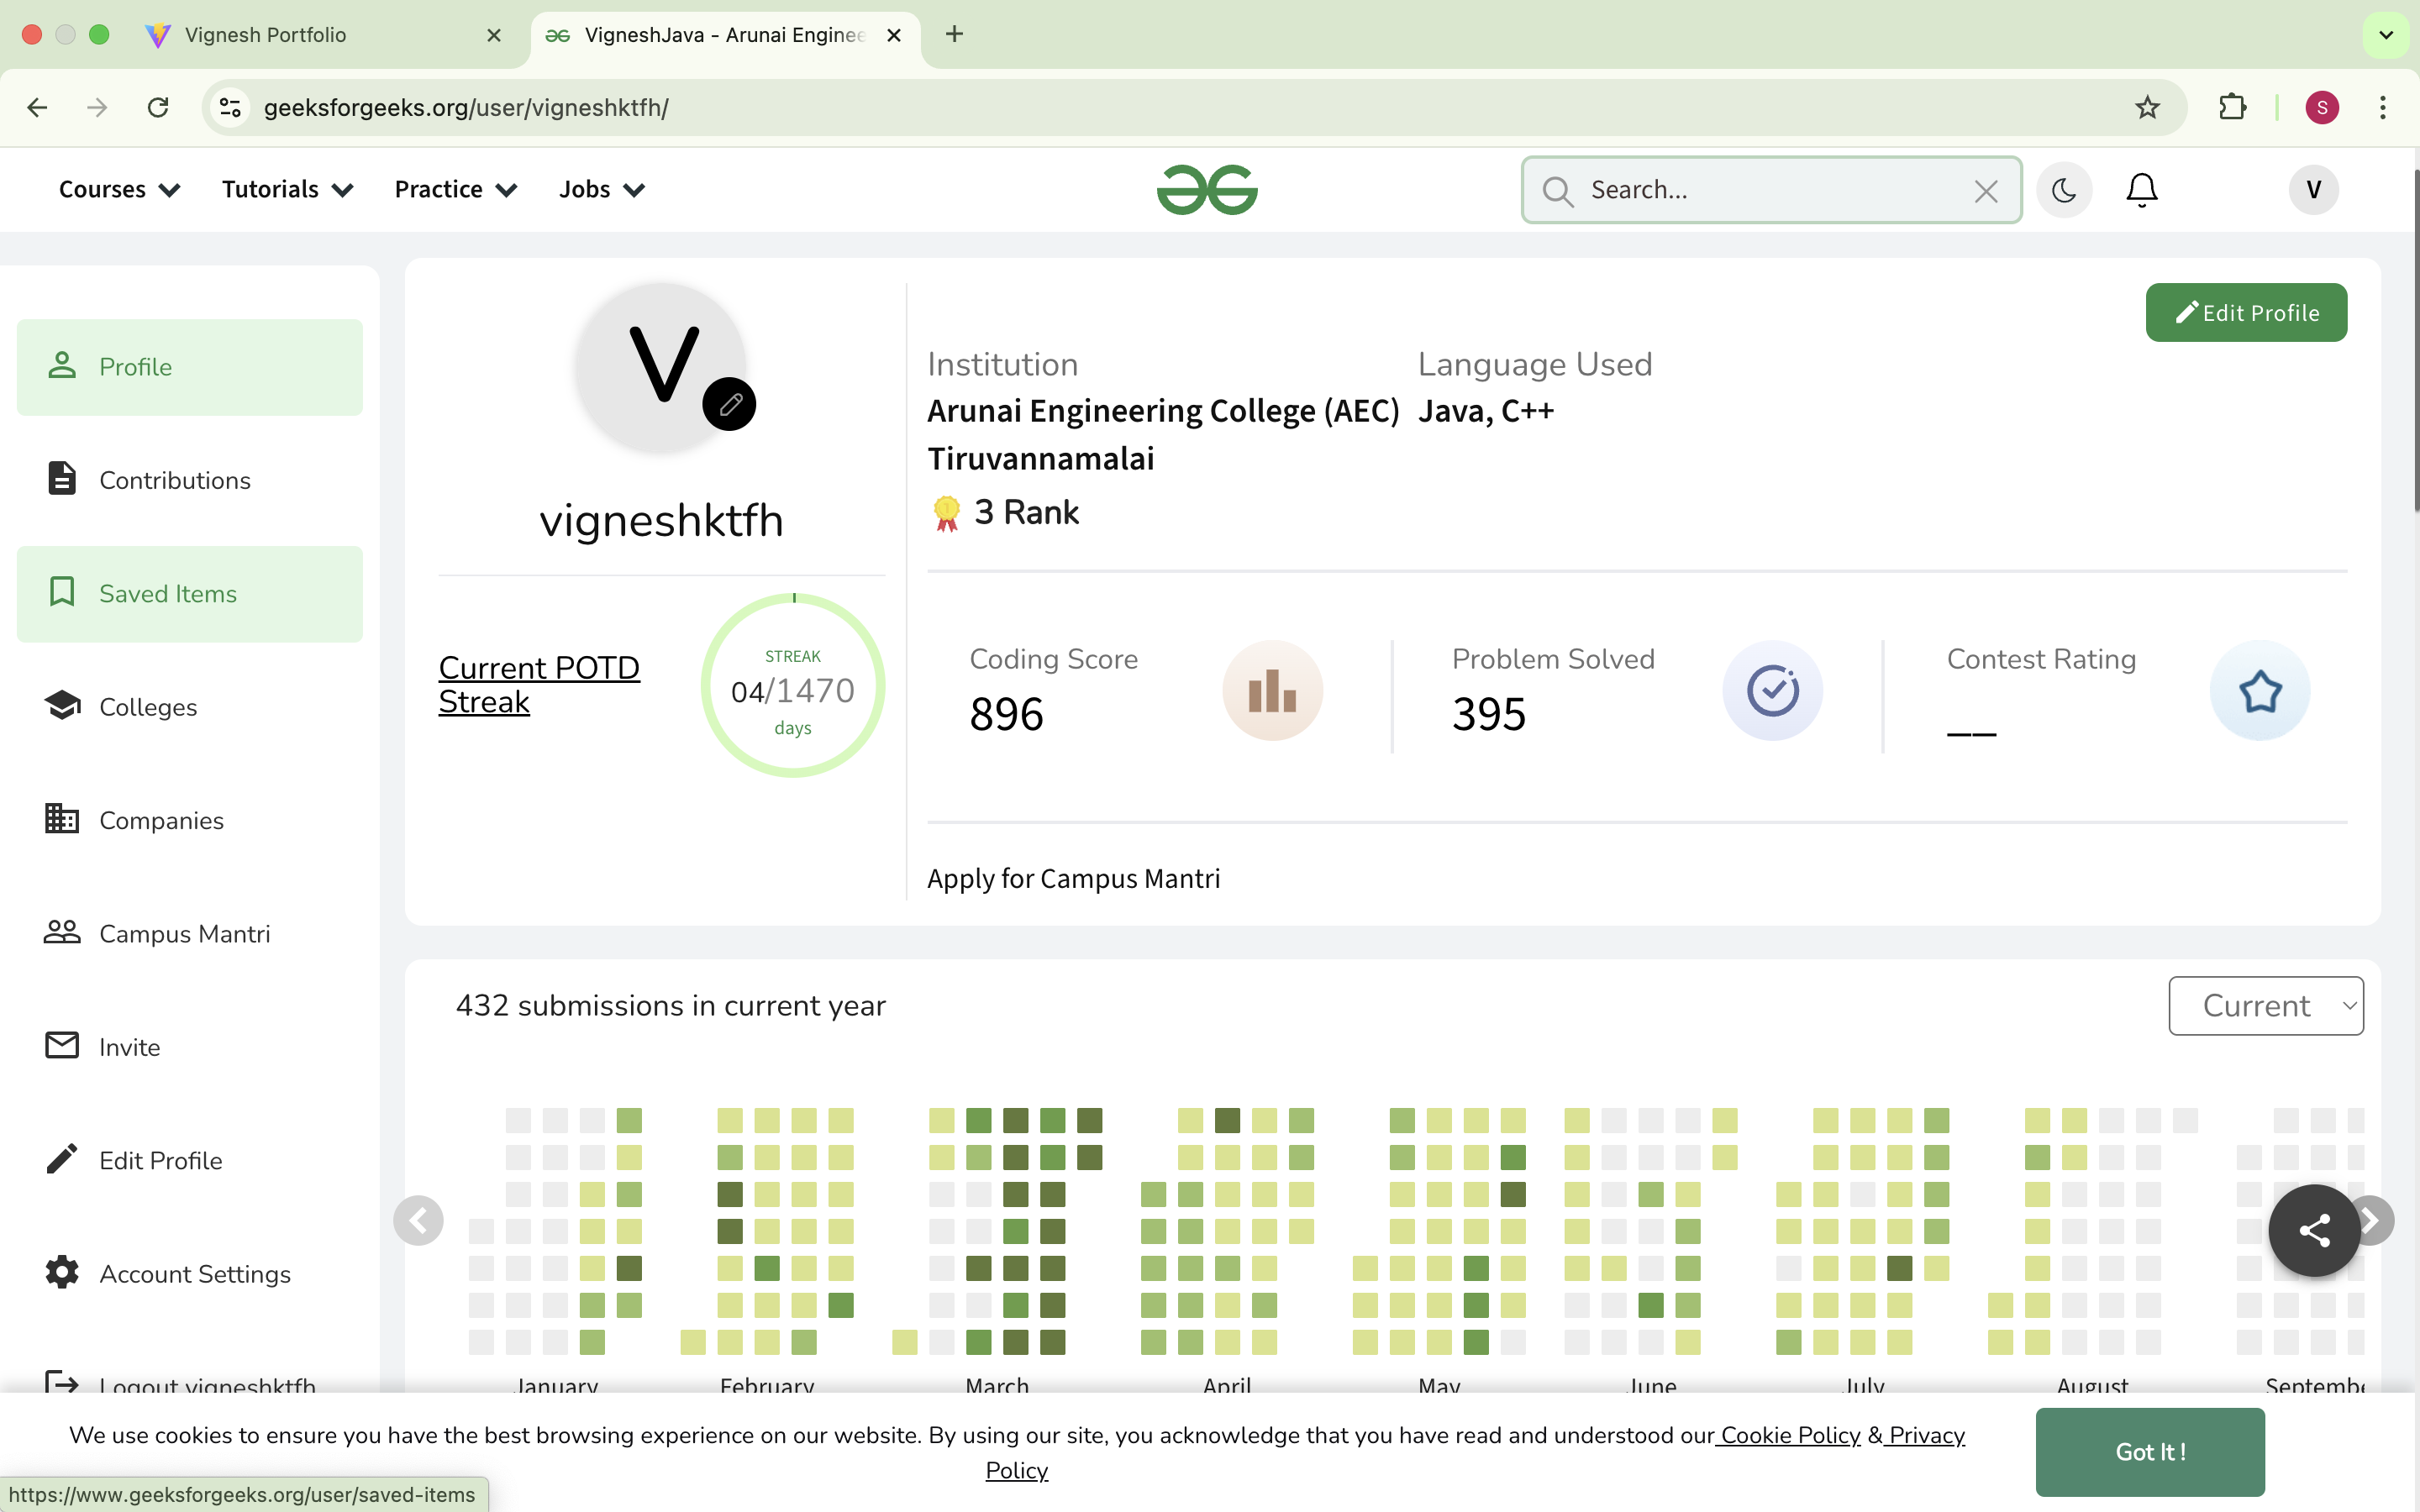 Vignesh Portfolio
VigneshJava - Arunai Enginee
geeksforgeeks.org/user/vigneshktfh/
S
Courses
Tutorials
Practice
Jobs
Search...
V
Profile
Contributions
Saved Items
Colleges
Companies
Campus Mantri
Invite
Edit Profile
Account Settings
Logout vigneshktfh
V
vigneshktfh
Current POTD
Streak
STREAK
04/1470
days
Edit Profile
Institution
Arunai Engineering College (AEC)
Tiruvannamalai
3 Rank
Language Used
Java, C++
Coding Score
896
Problem Solved
395
Contest Rating
__
Apply for Campus Mantri
432 submissions in current year
Current
January
February
March
April
May
June
July
August
Septembe
We use cookies to ensure you have the best browsing experience on our website. By using our site, you acknowledge that you have read and understood our Cookie Policy & Privacy
Policy
Got It !
https://www.geeksforgeeks.org/user/saved-items